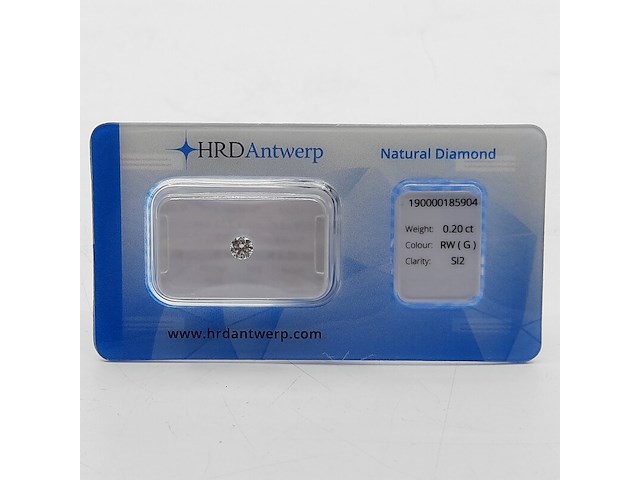 HRDAntwerp
Natural Diamond
190000185904
Weight: 0.20 ct
Colour: RW ( G )
Clarity: SI2
www.hrdantwerp.com